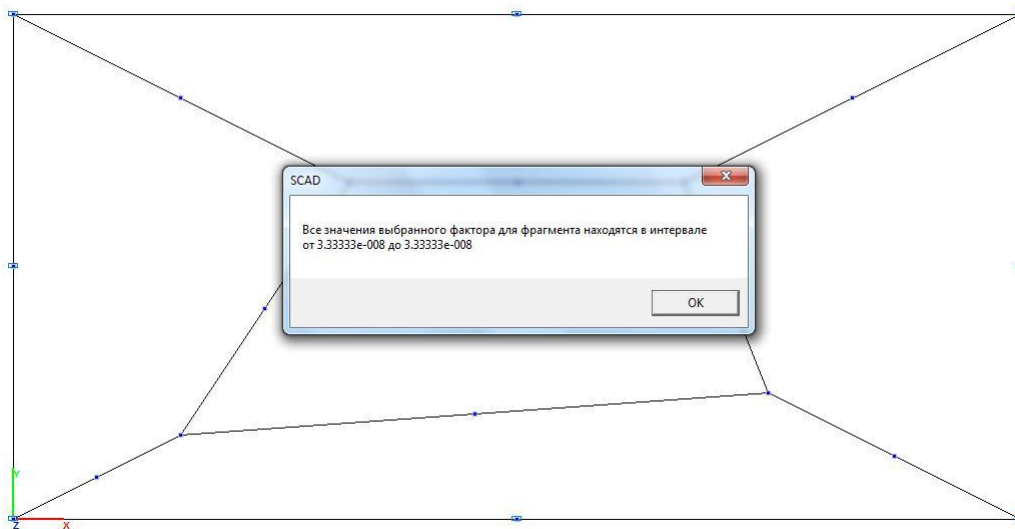 SCAD
Все значения выбранного фактора для фрагмента находятся в интервале
от 3.33333e-008 до 3.33333e-008
OK
Y
Z
X